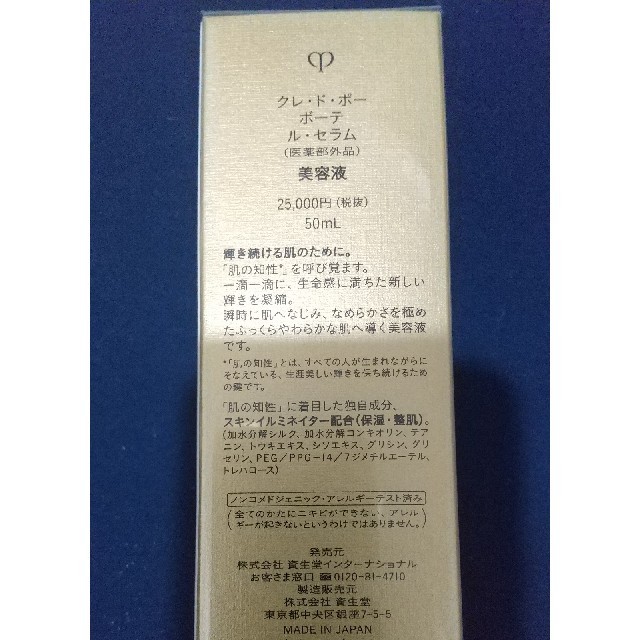 クレ・ド・ポー
ボーテ
ル・セラム
(医薬部外品)
美容液
25,000円(税抜)
50mL
輝き続ける肌のために。
「肌の知性*」を呼び覚ます。
一滴一滴に、生命感に満ちた新しい
輝きを凝縮。
瞬時に肌へなじみ、なめらかさを極め
たふっくらやわらかな肌へ導く美容液
です。
*「肌の知性」とは、すべての人が生まれながらに
そなえている、生涯美しい輝きを保ち続けるため
の鍵です。
「肌の知性」に着目した独自成分、
スキンイルミネイター配合(保湿・整肌)。
(加水分解シルク、加水分解コンキオリン、テア
ニン、トウキエキス、シソエキス、グリシン、グリ
セリン、PEG/PPG-14/7ジメチルエーテル、
トレハロース)
ノンコメドジェニック・アレルギーテスト済み
(全てのかたにニキビができない、アレル
ギーが起きないというわけではありません。)
発売元
株式会社 資生堂インターナショナル
お客さま窓口 0120-81-4710
製造販売元
株式会社 資生堂
東京都中央区銀座7-5-5
MADE IN JAPAN